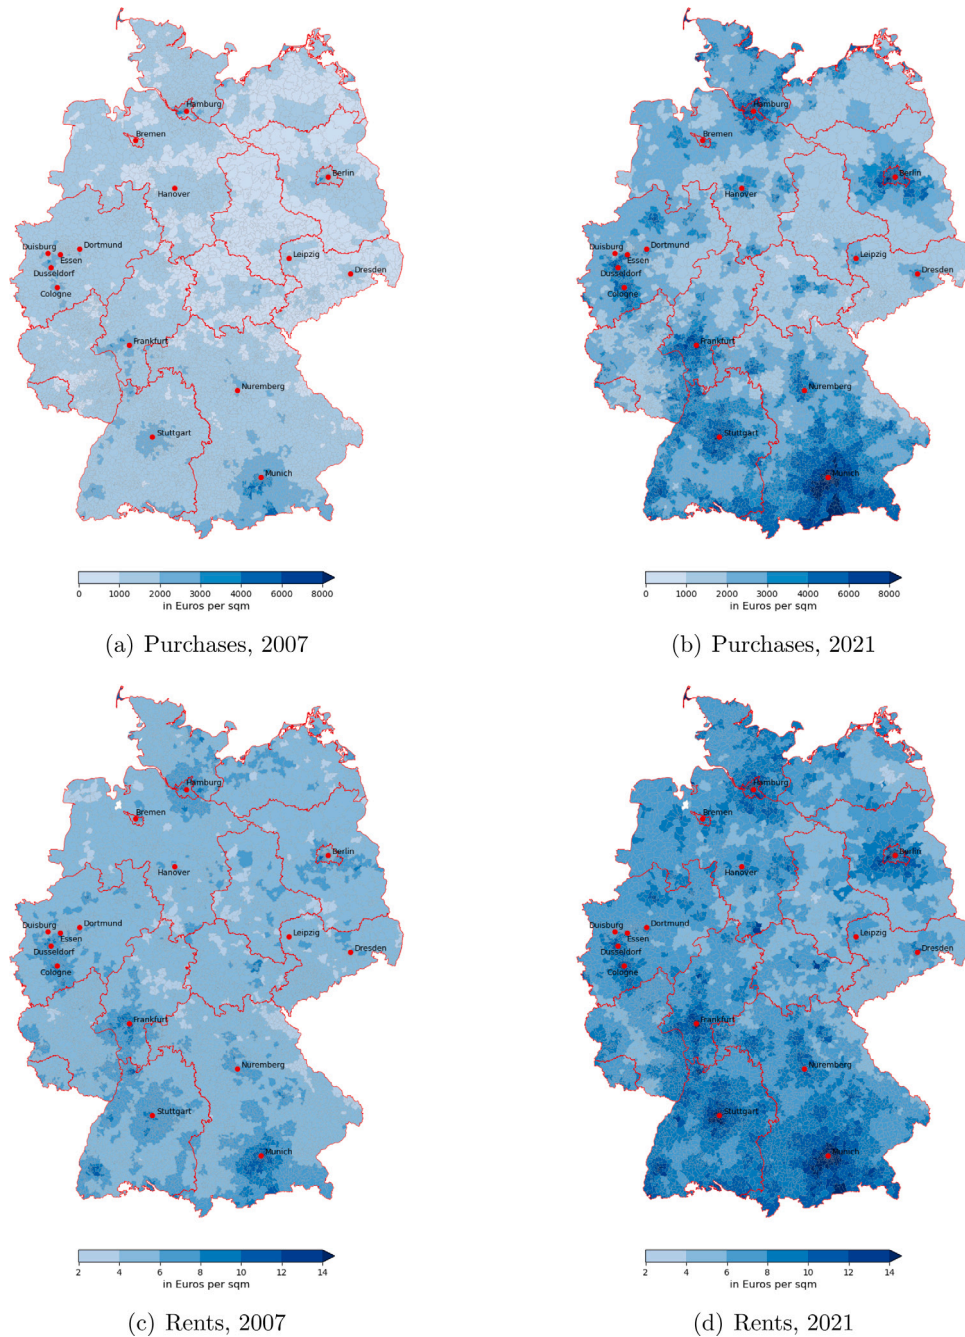 Hamburg
Bremen
Berlin
Hanover
Duisburg
Dortmund
Essen
Dusseldorf
Leipzig
Dresden
Cologne
Frankfurt
Nuremberg
Stuttgart
Munich
0 1000 2000 3000 4000 6000 8000
in Euros per sqm
(a) Purchases, 2007
Hamburg
Bremen
Berlin
Hanover
Duisburg
Dortmund
Essen
Dusseldorf
Leipzig
Dresden
Cologne
Frankfurt
Nuremberg
Stuttgart
Munich
0 1000 2000 3000 4000 6000 8000
in Euros per sqm
(b) Purchases, 2021
Hamburg
Bremen
Berlin
Hanover
Duisburg
Dortmund
Essen
Dusseldorf
Leipzig
Dresden
Cologne
Frankfurt
Nuremberg
Stuttgart
Munich
2 4 6 8 10 12 14
in Euros per sqm
(c) Rents, 2007
Hamburg
Bremen
Berlin
Hanover
Duisburg
Dortmund
Essen
Dusseldorf
Leipzig
Dresden
Cologne
Frankfurt
Nuremberg
Stuttgart
Munich
2 4 6 8 10 12 14
in Euros per sqm
(d) Rents, 2021